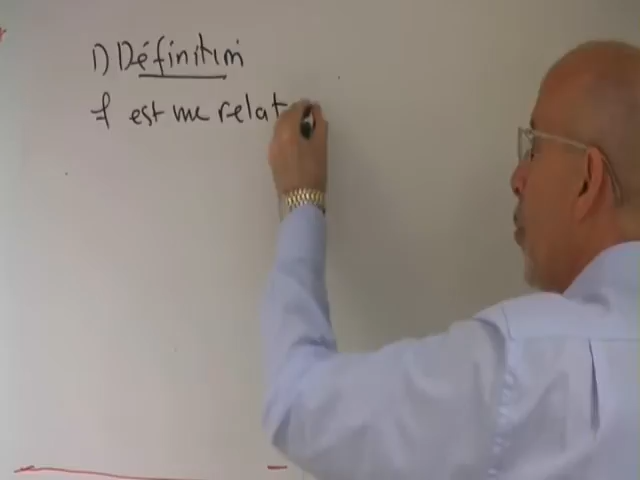 1) Définition
f est une relat